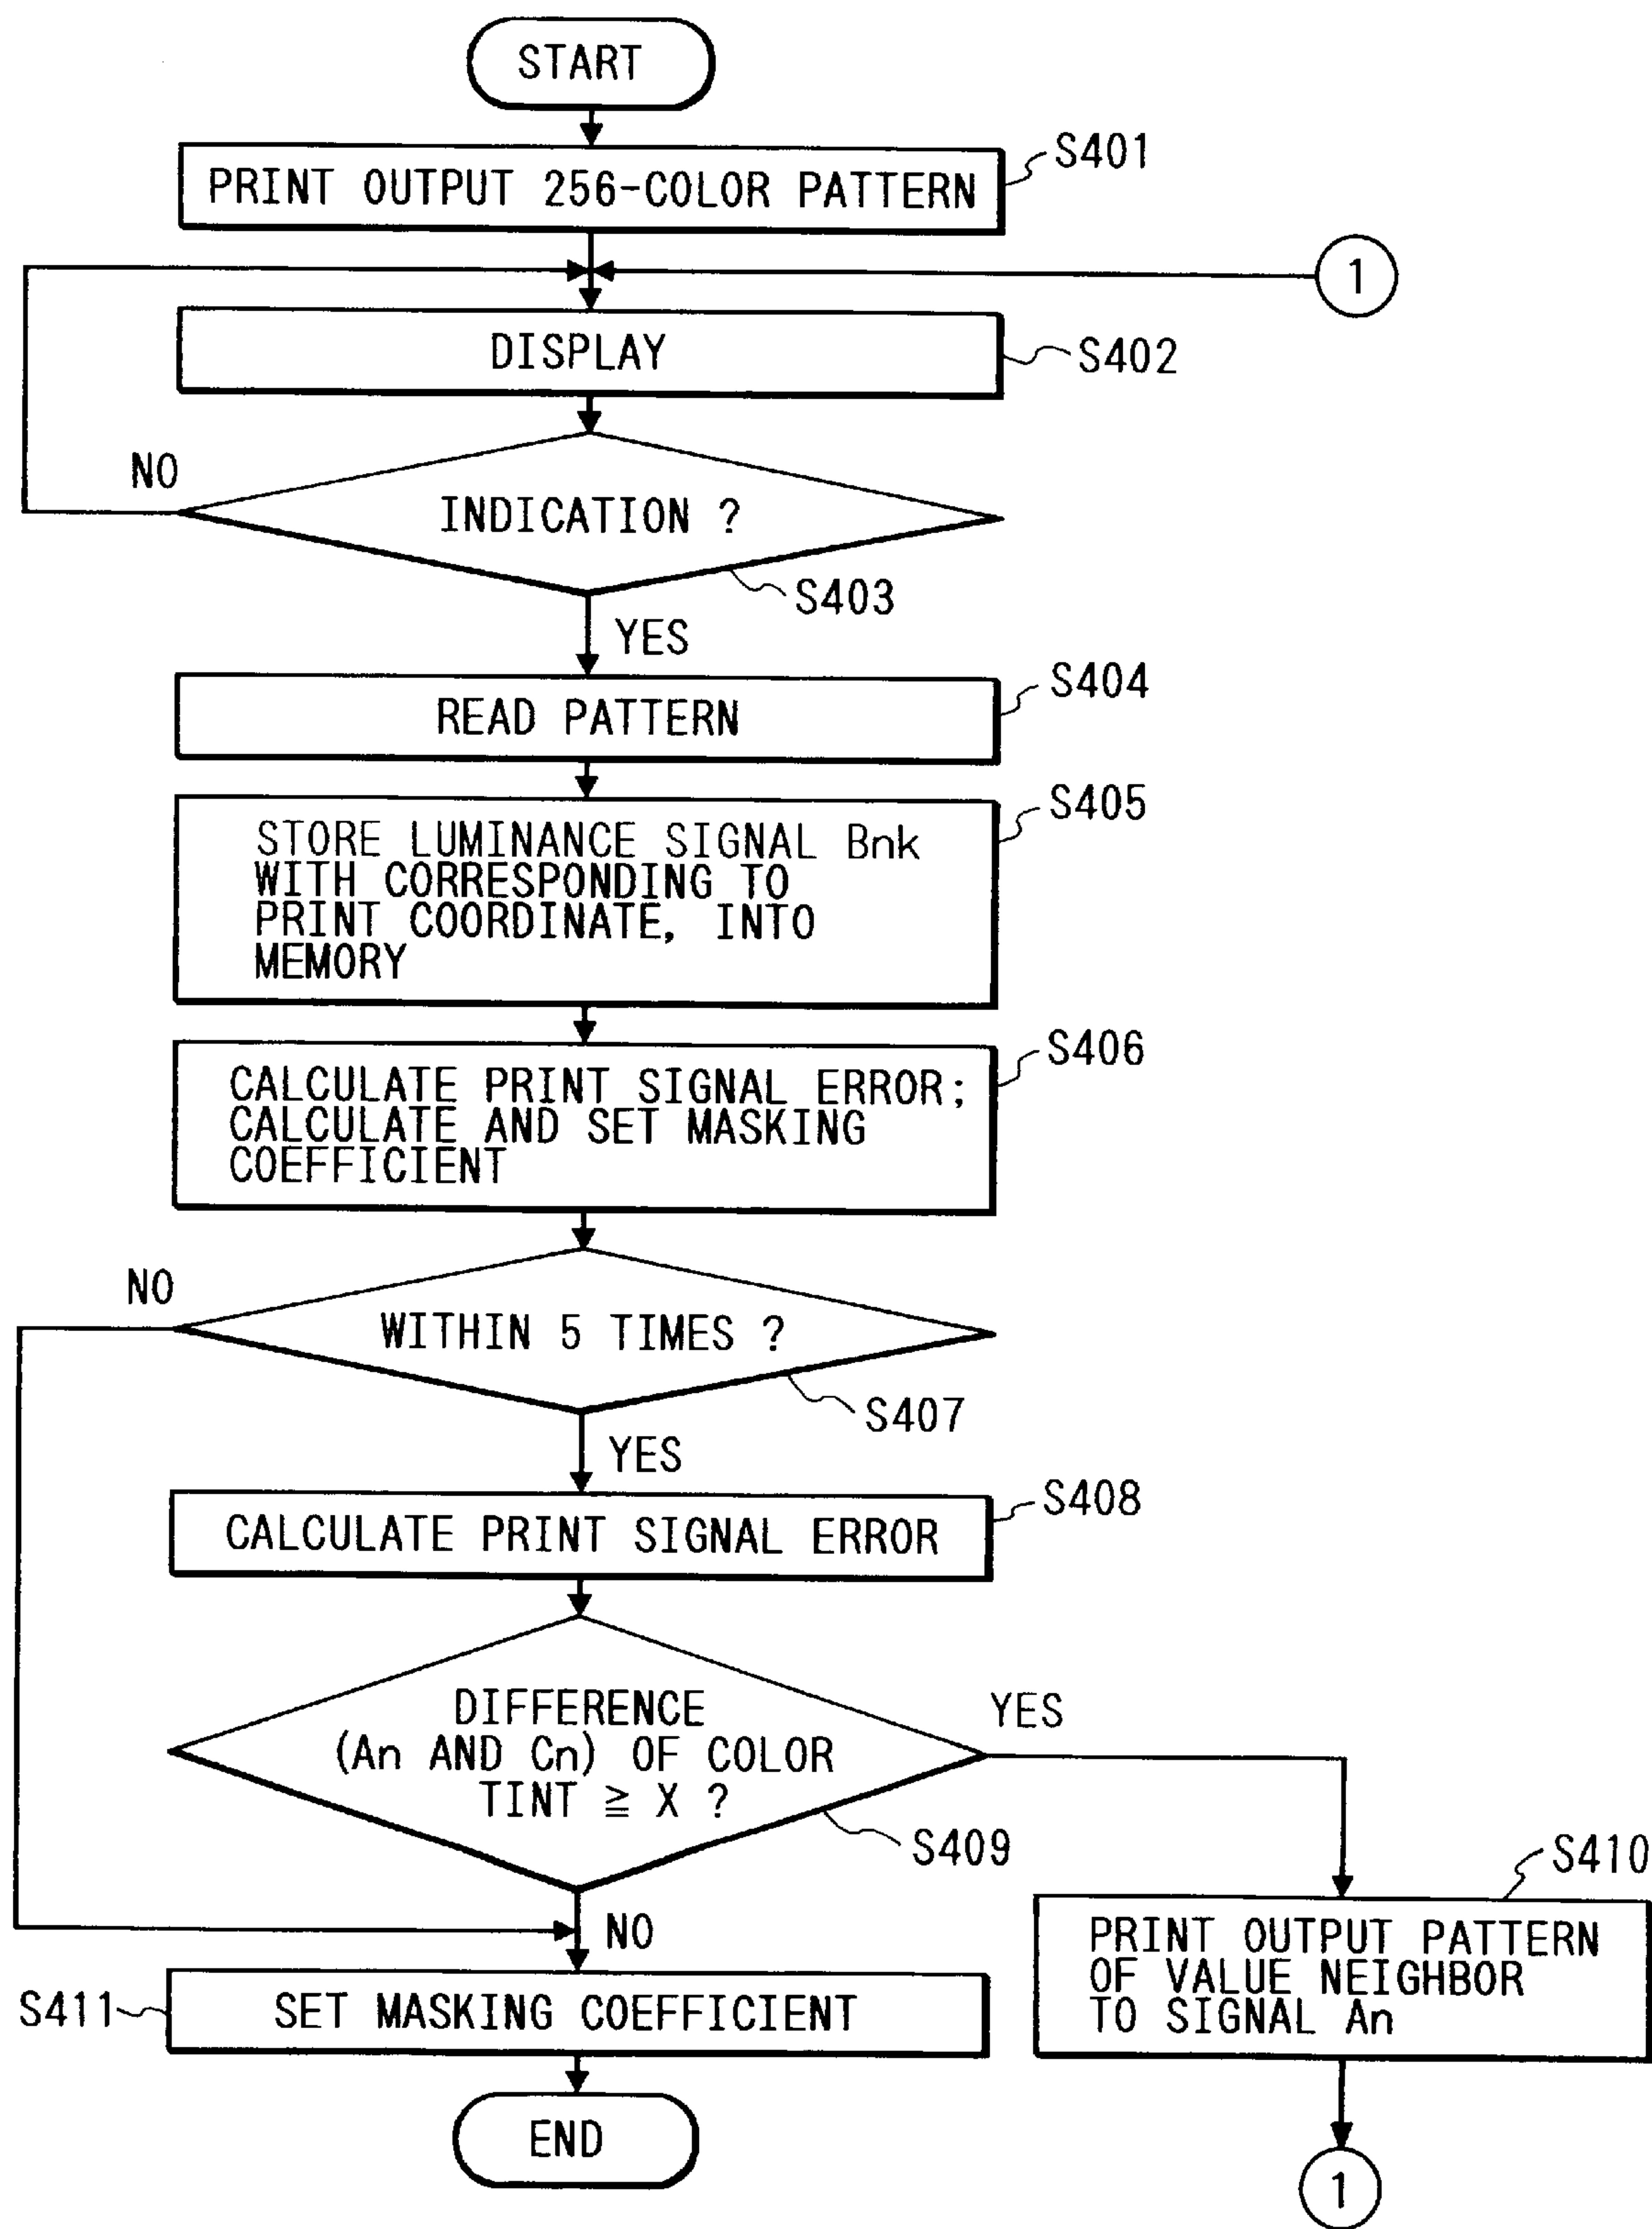 START
S401
PRINT OUTPUT 256-COLOR PATTERN
1
DISPLAY
S402
NO
INDICATION ?
S403
YES
S404
READ PATTERN
S405
STORE LUMINANCE SIGNAL Bnk
WITH CORRESPONDING TO
PRINT COORDINATE, INTO
MEMORY
S406
CALCULATE PRINT SIGNAL ERROR;
CALCULATE AND SET MASKING
COEFFICIENT
NO
WITHIN 5 TIMES ?
S407
YES
S408
CALCULATE PRINT SIGNAL ERROR
DIFFERENCE
(An AND Cn) OF COLOR
TINT ≧ X ?
YES
S409
S410
NO
PRINT OUTPUT PATTERN
OF VALUE NEIGHBOR
TO SIGNAL An
S411
SET MASKING COEFFICIENT
END
1